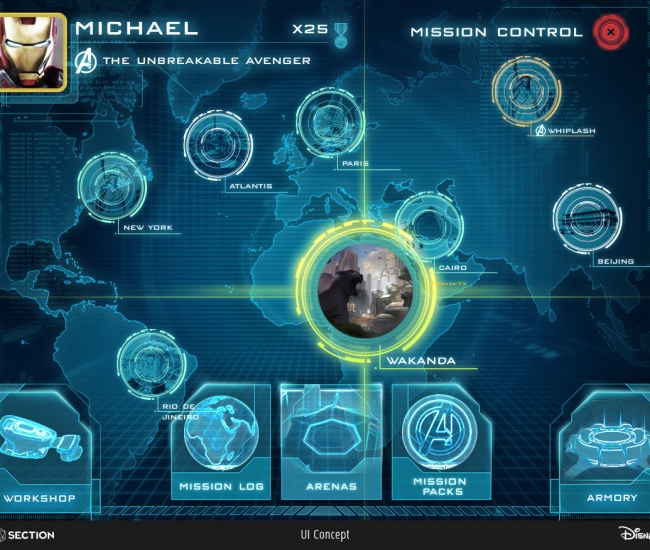 MICHAEL
X25
MISSION CONTROL
THE UNBREAKABLE AVENGER
WHIPLASH
PARIS
ATLANTIS
NEW YORK
BEIJING
CAIRO
WAKANDA
RIO DE
JINEIRO
WORKSHOP
MISSION LOG
ARENAS
MISSION
PACKS
ARMORY
SECTION
UI Concept